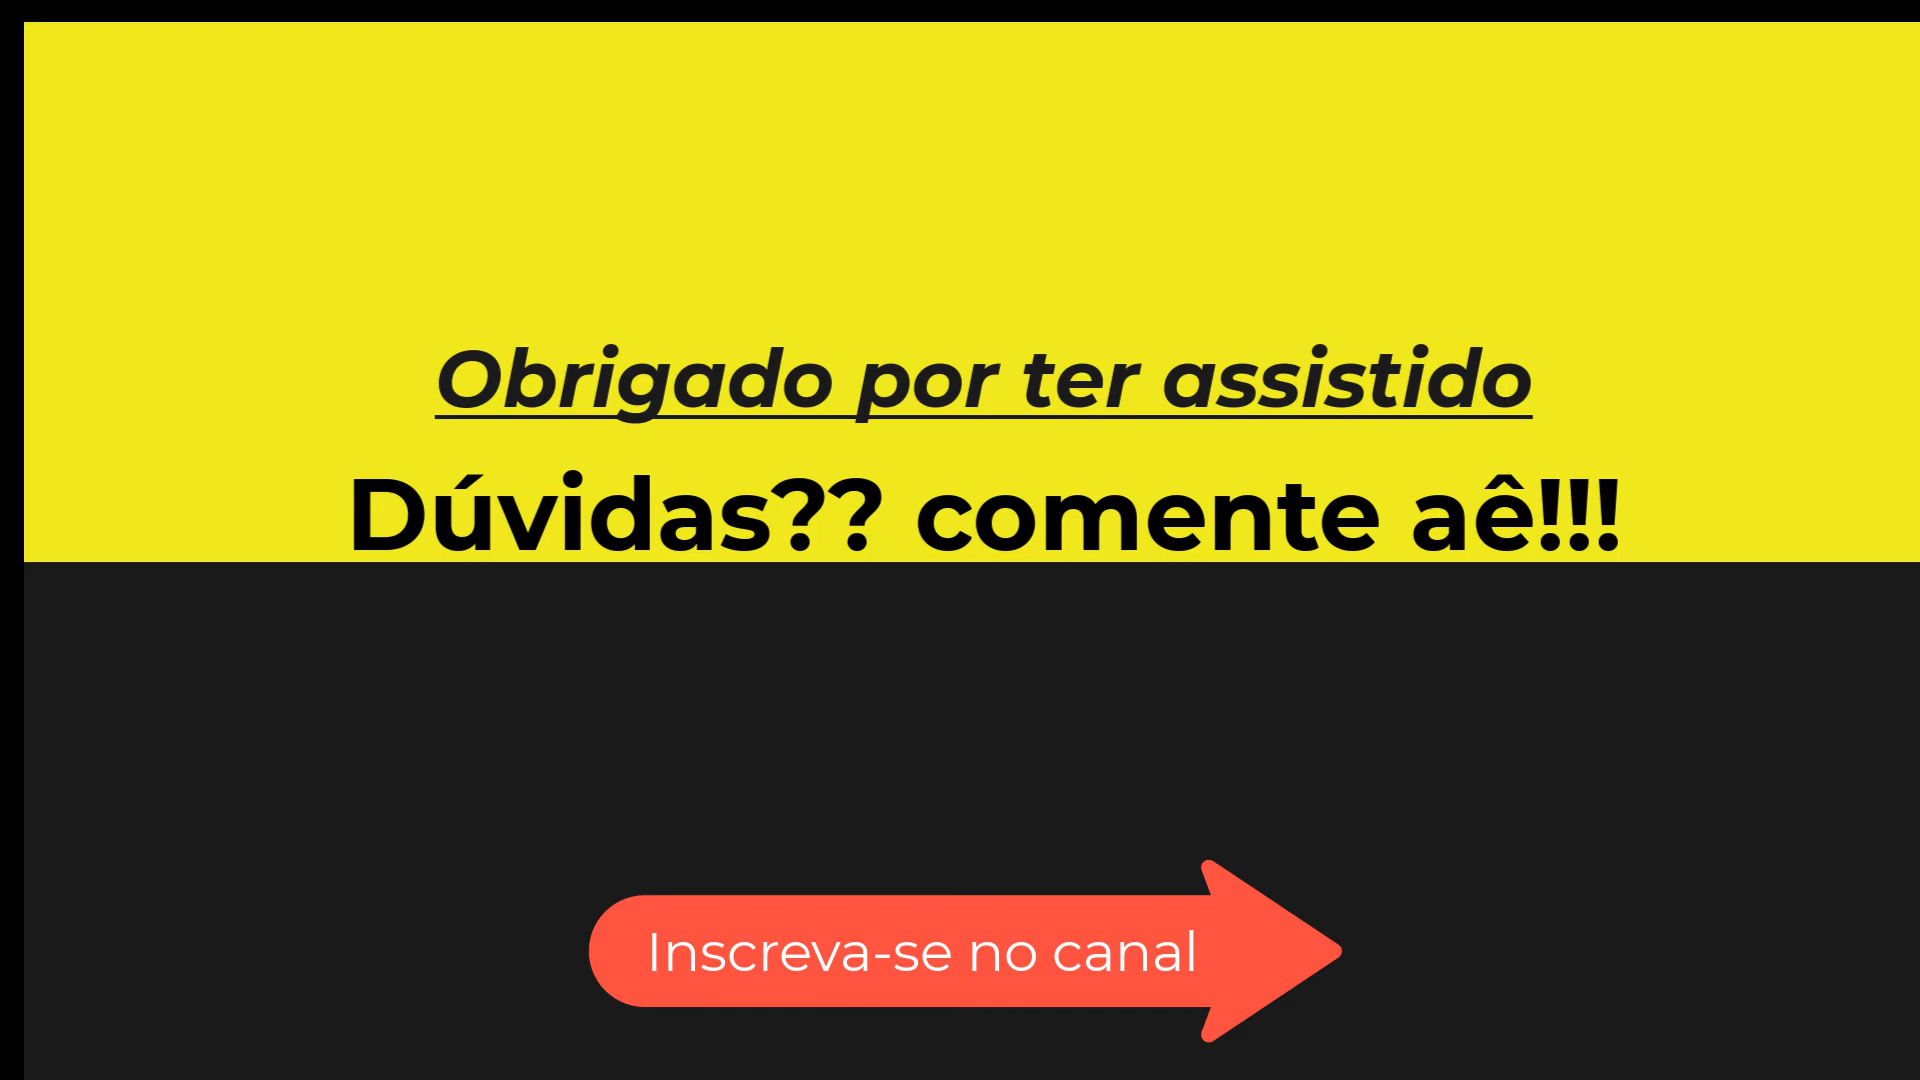 Obrigado por ter assistido
Dúvidas?? comente aê!!!
Inscreva-se no canal